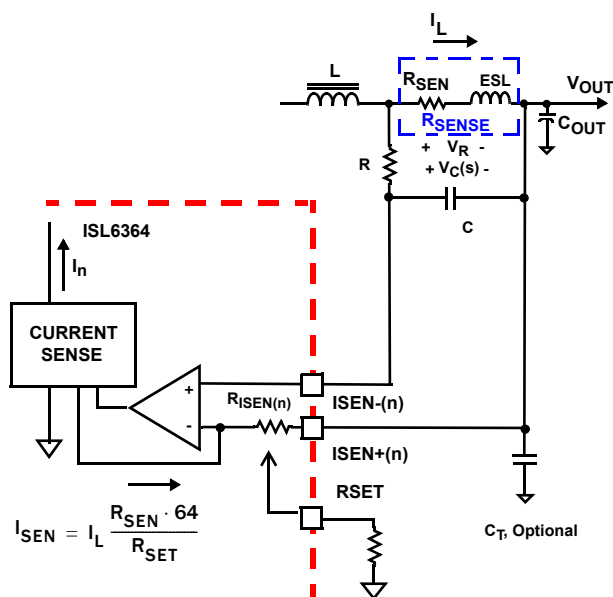 I_L
L
R_SEN
ESL
V_OUT
R_SENSE
C_OUT
+ V_R -
+ V_C(s) -
R
C
ISL6364
I_n
CURRENT
SENSE
+
-
R_ISEN(n)
ISEN-(n)
ISEN+(n)
RSET
I_SEN = I_L R_SEN · 64 / R_SET
C_T, Optional